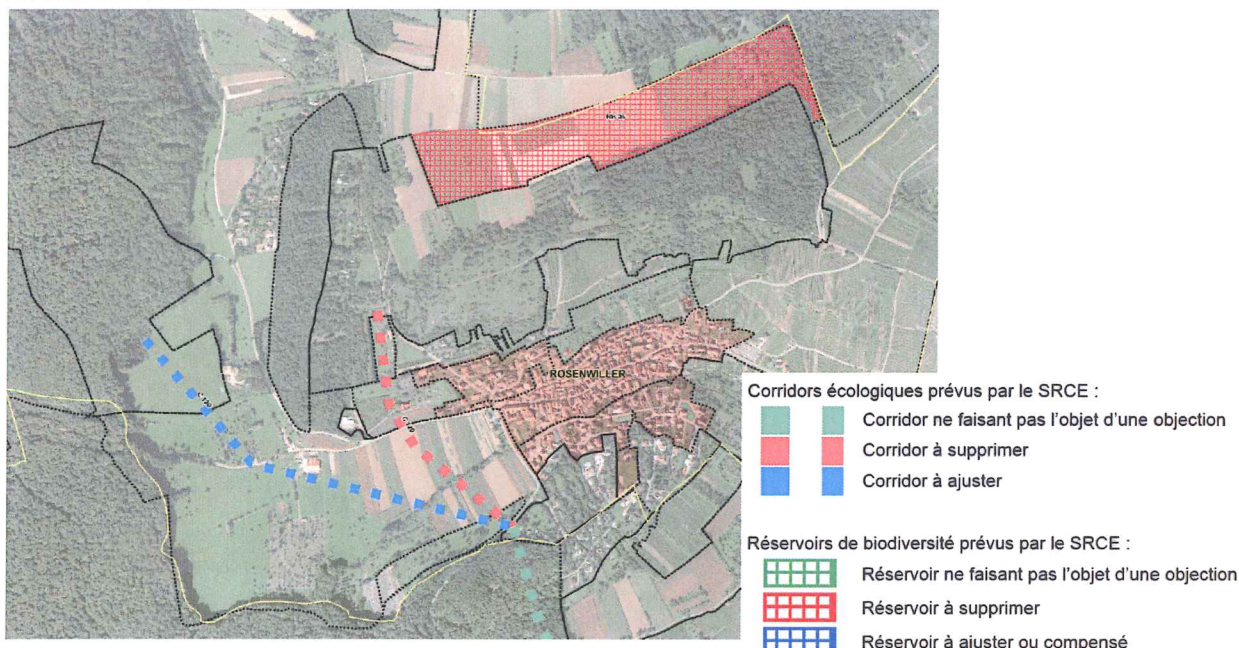 ROSENWILLER
Corridors écologiques prévus par le SRCE :
Corridor ne faisant pas l'objet d'une objection
Corridor à supprimer
Corridor à ajuster
Réservoirs de biodiversité prévus par le SRCE :
Réservoir ne faisant pas l'objet d'une objection
Réservoir à supprimer
Réservoir à ajuster ou compensé